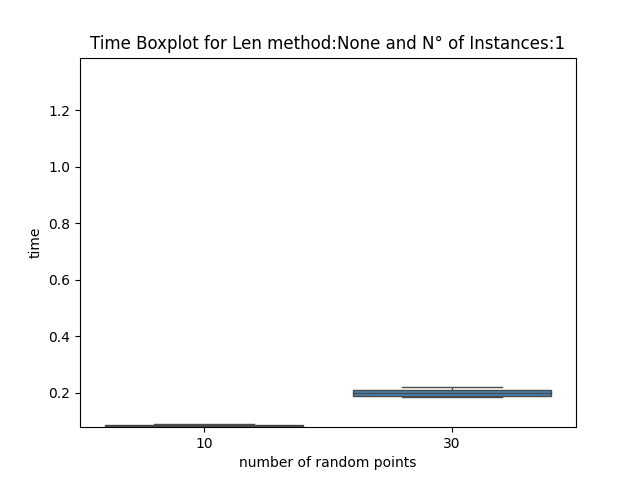 Time Boxplot for Len method:None and N° of Instances:1
1.2
1.0
0.8
0.6
0.4
0.2
time
10 30
number of random points